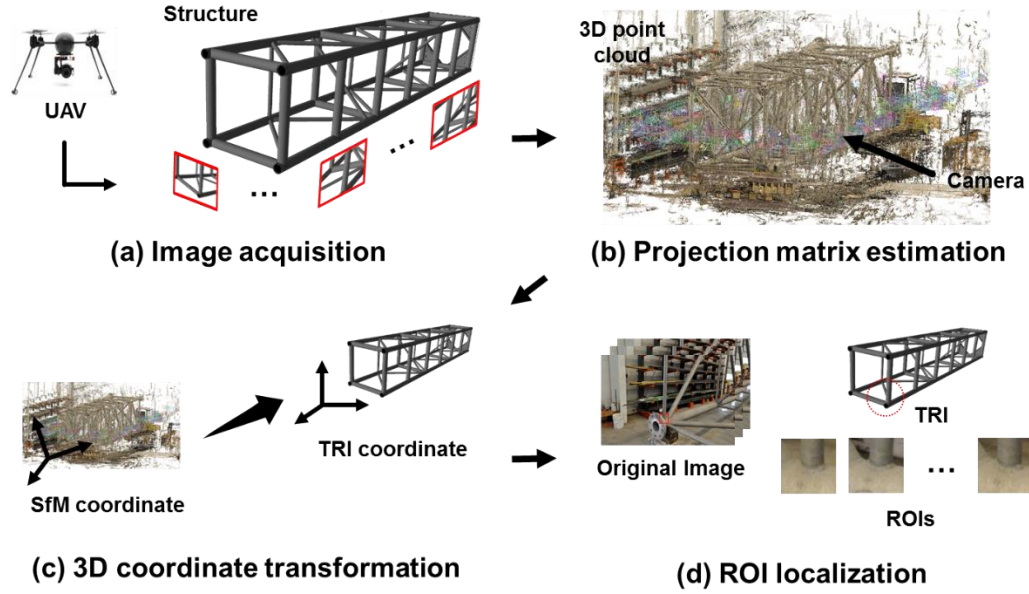 Structure
UAV
...
...
(a) Image acquisition
3D point
cloud
Camera
(b) Projection matrix estimation
SfM coordinate
TRI coordinate
(c) 3D coordinate transformation
Original Image
TRI
...
ROIs
(d) ROI localization